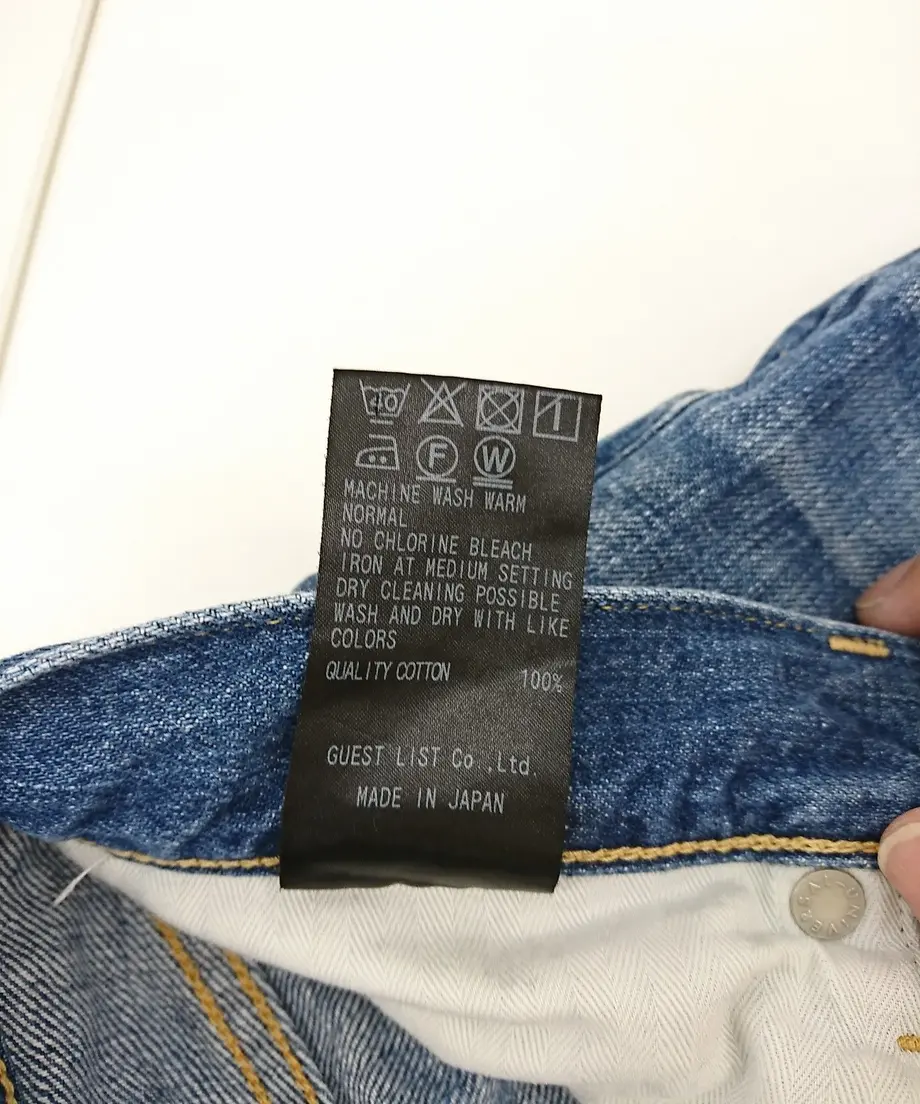 40
F W
MACHINE WASH WARM
NORMAL
NO CHLORINE BLEACH
IRON AT MEDIUM SETTING
DRY CLEANING POSSIBLE
WASH AND DRY WITH LIKE
COLORS
QUALITY COTTON 100%
GUEST LIST Co.,Ltd.
MADE IN JAPAN